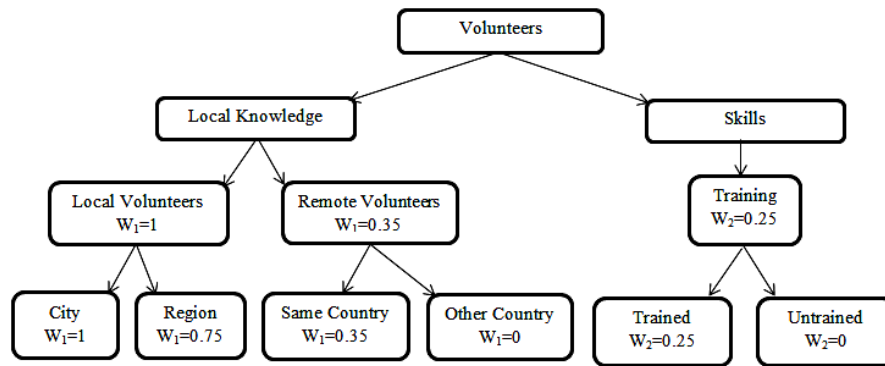 Volunteers
Local Knowledge
Skills
Local Volunteers
W₁=1
Remote Volunteers
W₁=0.35
Training
W₂=0.25
City
W₁=1
Region
W₁=0.75
Same Country
W₁=0.35
Other Country
W₁=0
Trained
W₂=0.25
Untrained
W₂=0